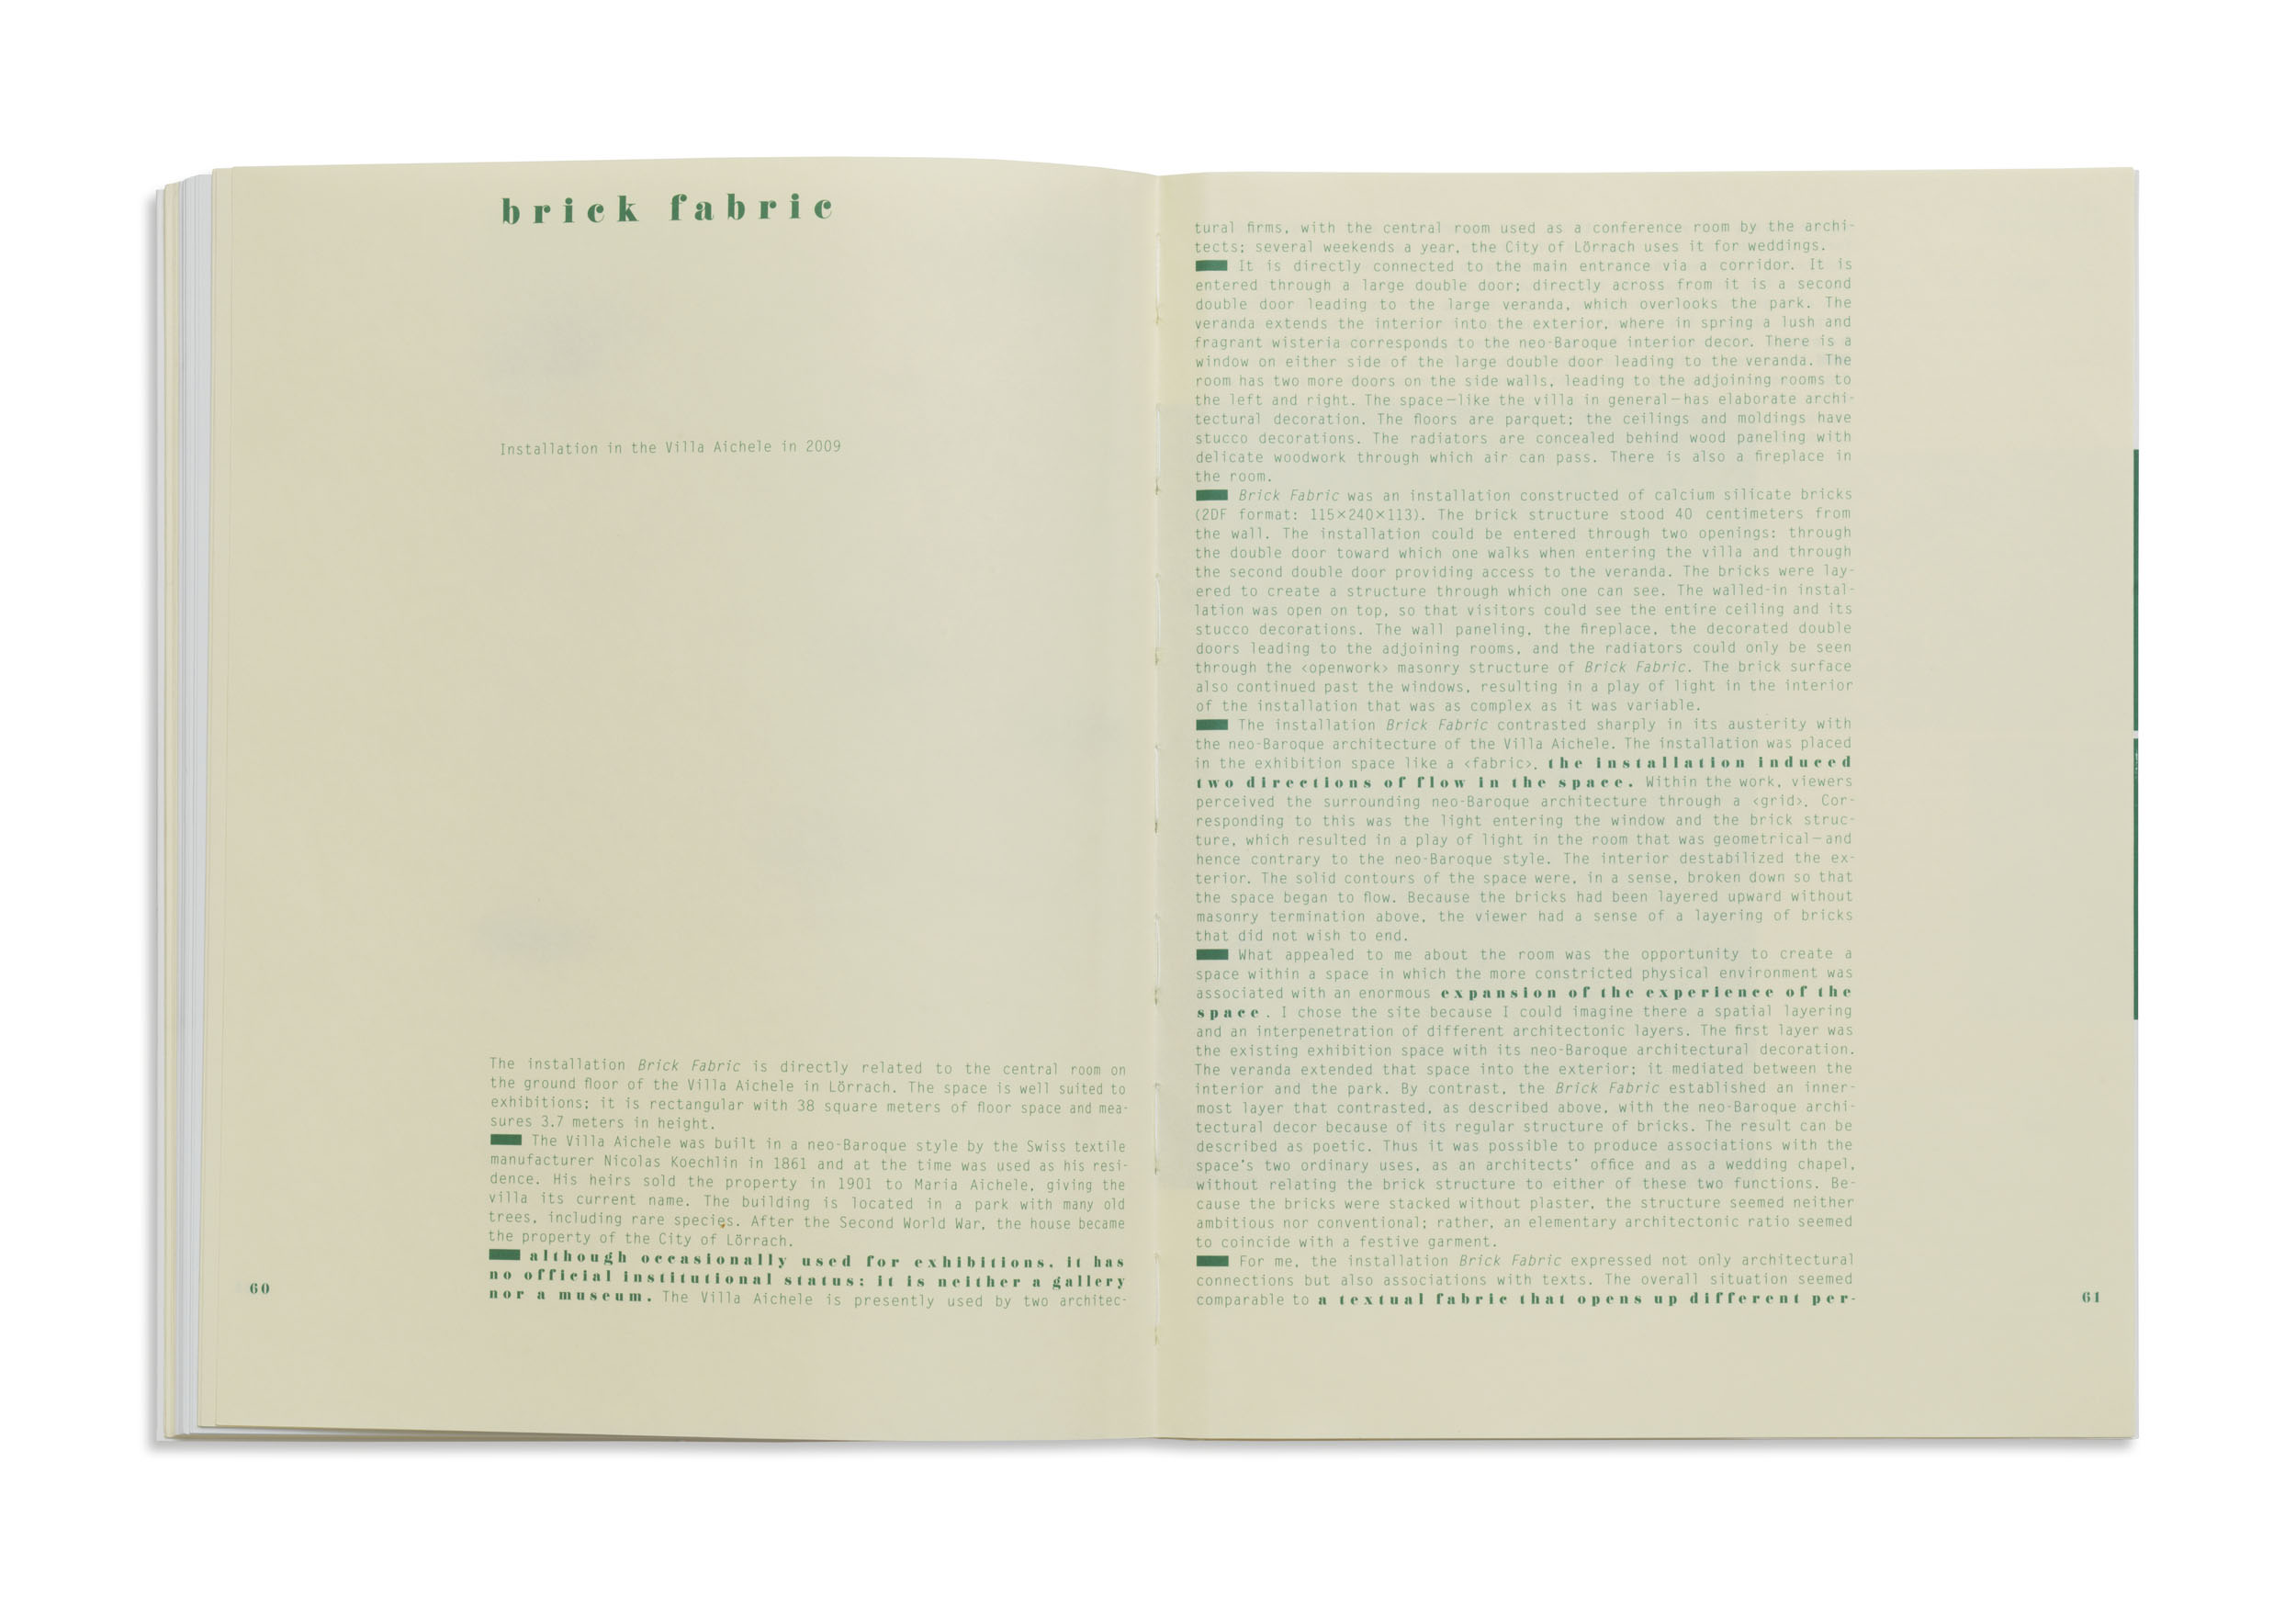 brick fabric
Installation in the Villa Aichele in 2009
The installation Brick Fabric is directly related to the central room on
the ground floor of the Villa Aichele in Lörrach. The space is well suited to
exhibitions; it is rectangular with 38 square meters of floor space and mea-
sures 3.7 meters in height.
The Villa Aichele was built in a neo-Baroque style by the Swiss textile
manufacturer Nicolas Koechlin in 1861 and at the time was used as his resi-
dence. His heirs sold the property in 1901 to Maria Aichele, giving the
villa its current name. The building is located in a park with many old
trees, including rare species. After the Second World War, the house became
the property of the City of Lörrach.
although occasionally used for exhibitions, it has
no official institutional status; it is neither a gallery
nor a museum. The Villa Aichele is presently used by two architec-
60
tural firms, with the central room used as a conference room by the archi-
tects; several weekends a year, the City of Lörrach uses it for weddings.
It is directly connected to the main entrance via a corridor. It is
entered through a large double door; directly across from it is a second
double door leading to the large veranda, which overlooks the park. The
veranda extends the interior into the exterior, where in spring a lush and
fragrant wisteria corresponds to the neo-Baroque interior decor. There is a
window on either side of the large double door leading to the veranda. The
room has two more doors on the side walls, leading to the adjoining rooms to
the left and right. The space—like the villa in general—has elaborate archi-
tectural decoration. The floors are parquet; the ceilings and moldings have
stucco decorations. The radiators are concealed behind wood paneling with
delicate woodwork through which air can pass. There is also a fireplace in
the room.
Brick Fabric was an installation constructed of calcium silicate bricks
(2DF format: 115×240×113). The brick structure stood 40 centimeters from
the wall. The installation could be entered through two openings: through
the double door toward which one walks when entering the villa and through
the second double door providing access to the veranda. The bricks were lay-
ered to create a structure through which one can see. The walled-in instal-
lation was open on top, so that visitors could see the entire ceiling and its
stucco decorations. The wall paneling, the fireplace, the decorated double
doors leading to the adjoining rooms, and the radiators could only be seen
through the ‹openwork› masonry structure of Brick Fabric. The brick surface
also continued past the windows, resulting in a play of light in the interior
of the installation that was as complex as it was variable.
The installation Brick Fabric contrasted sharply in its austerity with
the neo-Baroque architecture of the Villa Aichele. The installation was placed
in the exhibition space like a ‹fabric›. the installation induced
two directions of flow in the space. Within the work, viewers
perceived the surrounding neo-Baroque architecture through a ‹grid›. Cor-
responding to this was the light entering the window and the brick struc-
ture, which resulted in a play of light in the room that was geometrical—and
hence contrary to the neo-Baroque style. The interior destabilized the ex-
terior. The solid contours of the space were, in a sense, broken down so that
the space began to flow. Because the bricks had been layered upward without
masonry termination above, the viewer had a sense of a layering of bricks
that did not wish to end.
What appealed to me about the room was the opportunity to create a
space within a space in which the more constricted physical environment was
associated with an enormous expansion of the experience of the
space. I chose the site because I could imagine there a spatial layering
and an interpenetration of different architectonic layers. The first layer was
the existing exhibition space with its neo-Baroque architectural decoration.
The veranda extended that space into the exterior; it mediated between the
interior and the park. By contrast, the Brick Fabric established an inner-
most layer that contrasted, as described above, with the neo-Baroque archi-
tectural decor because of its regular structure of bricks. The result can be
described as poetic. Thus it was possible to produce associations with the
space's two ordinary uses, as an architects' office and as a wedding chapel,
without relating the brick structure to either of these two functions. Be-
cause the bricks were stacked without plaster, the structure seemed neither
ambitious nor conventional; rather, an elementary architectonic ratio seemed
to coincide with a festive garment.
For me, the installation Brick Fabric expressed not only architectural
connections but also associations with texts. The overall situation seemed
comparable to a textual fabric that opens up different per-
61